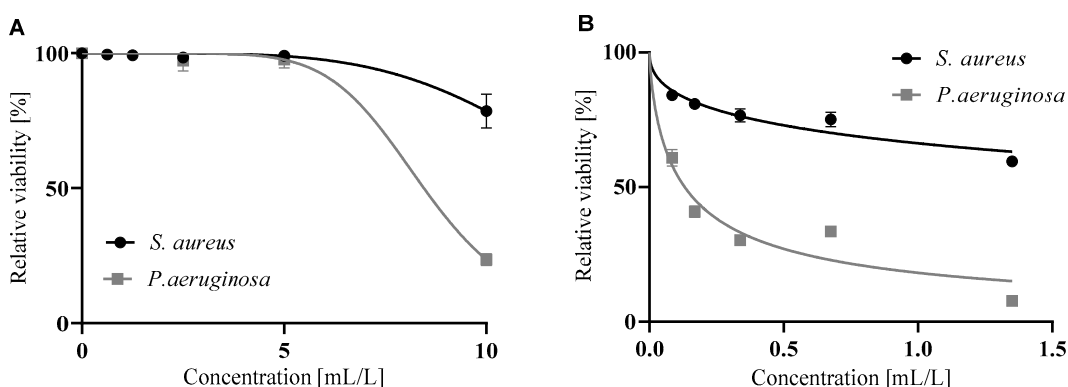 A
Relative viability [%]
100
50
0
S. aureus
P.aeruginosa
0
5
10
Concentration [mL/L]
B
Relative viability [%]
100
50
0
S. aureus
P.aeruginosa
0.0
0.5
1.0
1.5
Concentration [mL/L]